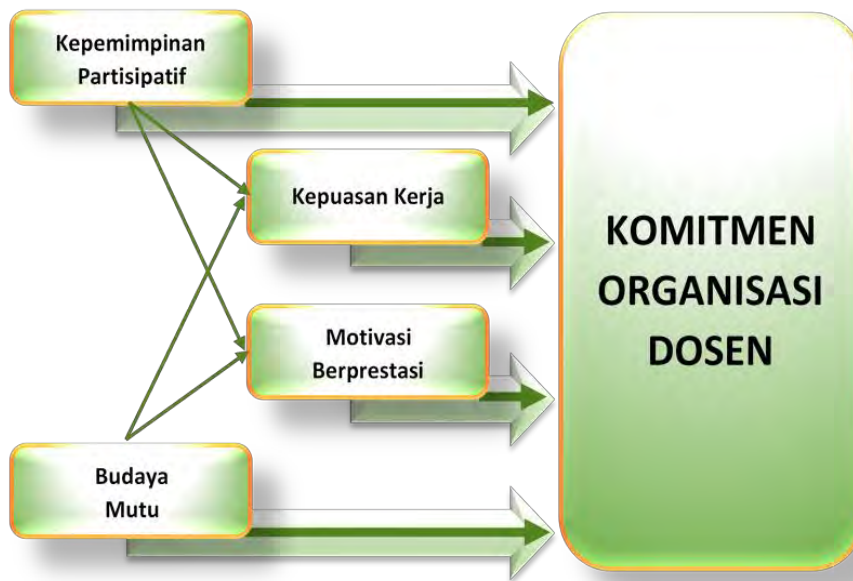 Kepemimpinan
Partisipatif
Kepuasan Kerja
Motivasi
Berprestasi
Budaya
Mutu
KOMITMEN
ORGANISASI
DOSEN